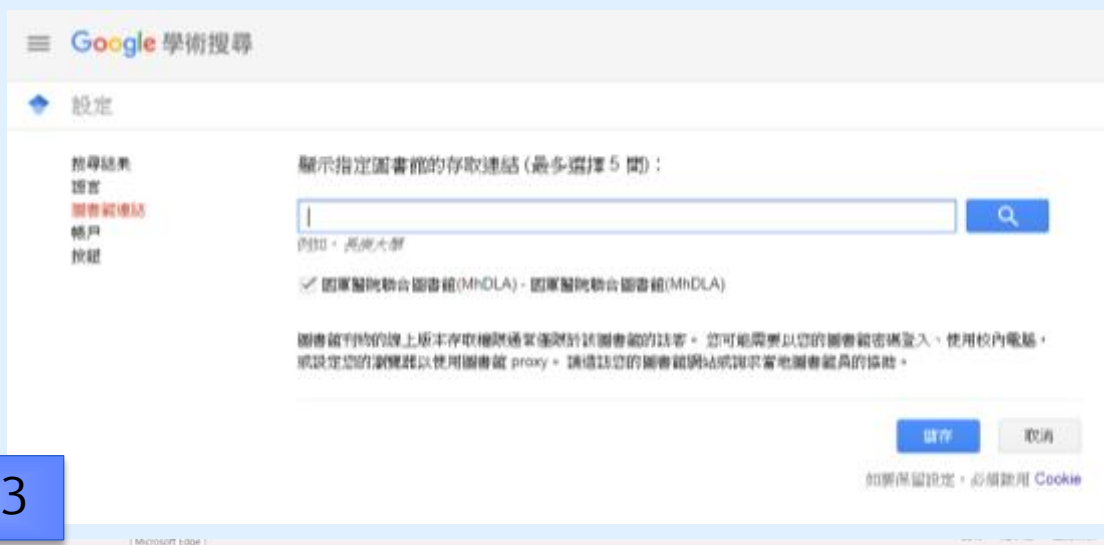 Google 學術搜尋
設定
搜尋結果
語言
圖書館連結
帳戶
按鈕
顯示指定圖書館的存取連結 (最多選擇 5 間)：
例如，長庚大學
國軍醫院聯合圖書館(MhDLA) - 國軍醫院聯合圖書館(MhDLA)
圖書館刊物的線上版本存取權限通常僅限於該圖書館的訪客。 您可能需要以您的圖書館密碼登入、使用校內電腦，
或設定您的瀏覽器以使用圖書館 proxy。 請造訪您的圖書館網站或詢求當地圖書館員的協助。
儲存
取消
如要保留設定，必須啟用 Cookie
3
Microsoft Edge